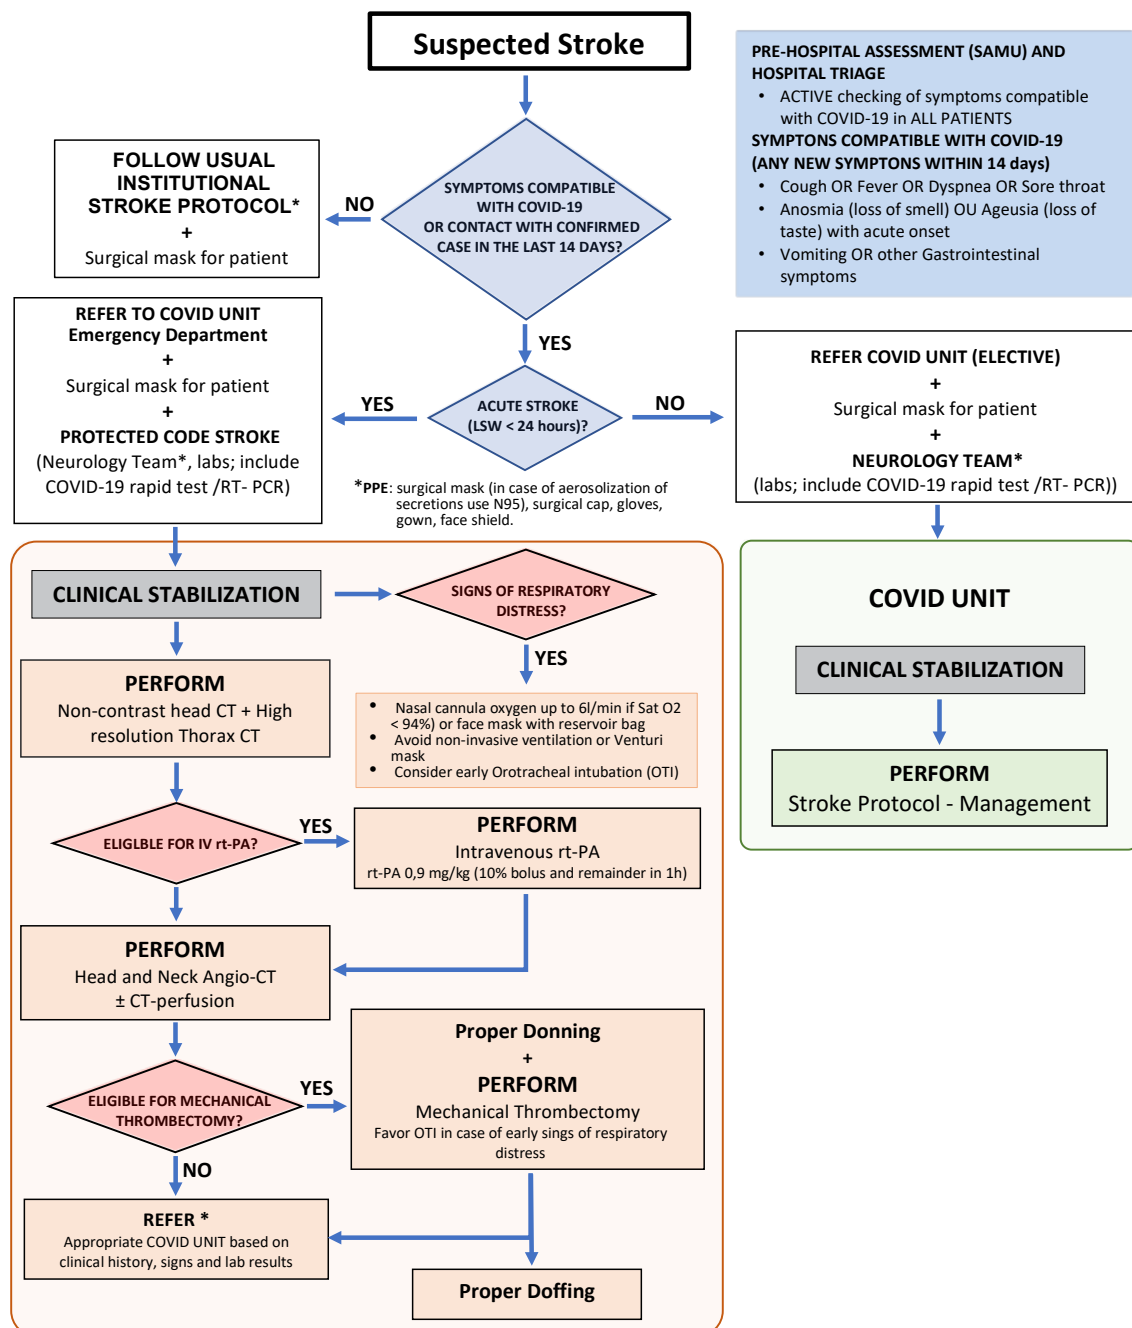 Suspected Stroke
PRE-HOSPITAL ASSESSMENT (SAMU) AND
HOSPITAL TRIAGE
• ACTIVE checking of symptoms compatible
with COVID-19 in ALL PATIENTS
SYMPTONS COMPATIBLE WITH COVID-19
(ANY NEW SYMPTONS WITHIN 14 days)
• Cough OR Fever OR Dyspnea OR Sore throat
• Anosmia (loss of smell) OU Ageusia (loss of
taste) with acute onset
• Vomiting OR other Gastrointestinal
symptoms
SYMPTOMS COMPATIBLE
WITH COVID-19
OR CONTACT WITH CONFIRMED
CASE IN THE LAST 14 DAYS?
NO
FOLLOW USUAL
INSTITUTIONAL
STROKE PROTOCOL*
+
Surgical mask for patient
YES
ACUTE STROKE
(LSW < 24 hours)?
YES
REFER TO COVID UNIT
Emergency Department
+
Surgical mask for patient
+
PROTECTED CODE STROKE
(Neurology Team*, labs; include
COVID-19 rapid test /RT- PCR)
NO
REFER COVID UNIT (ELECTIVE)
+
Surgical mask for patient
+
NEUROLOGY TEAM*
(labs; include COVID-19 rapid test /RT- PCR))
*PPE: surgical mask (in case of aerosolization of
secretions use N95), surgical cap, gloves,
gown, face shield.
CLINICAL STABILIZATION
SIGNS OF RESPIRATORY
DISTRESS?
YES
• Nasal cannula oxygen up to 6l/min if Sat O2
< 94%) or face mask with reservoir bag
• Avoid non-invasive ventilation or Venturi
mask
• Consider early Orotracheal intubation (OTI)
PERFORM
Non-contrast head CT + High
resolution Thorax CT
ELIGLBLE FOR IV rt-PA?
YES
PERFORM
Intravenous rt-PA
rt-PA 0,9 mg/kg (10% bolus and remainder in 1h)
PERFORM
Head and Neck Angio-CT
± CT-perfusion
ELIGIBLE FOR MECHANICAL
THROMBECTOMY?
YES
Proper Donning
+
PERFORM
Mechanical Thrombectomy
Favor OTI in case of early sings of respiratory
distress
NO
REFER *
Appropriate COVID UNIT based on
clinical history, signs and lab results
Proper Doffing
COVID UNIT
CLINICAL STABILIZATION
PERFORM
Stroke Protocol - Management